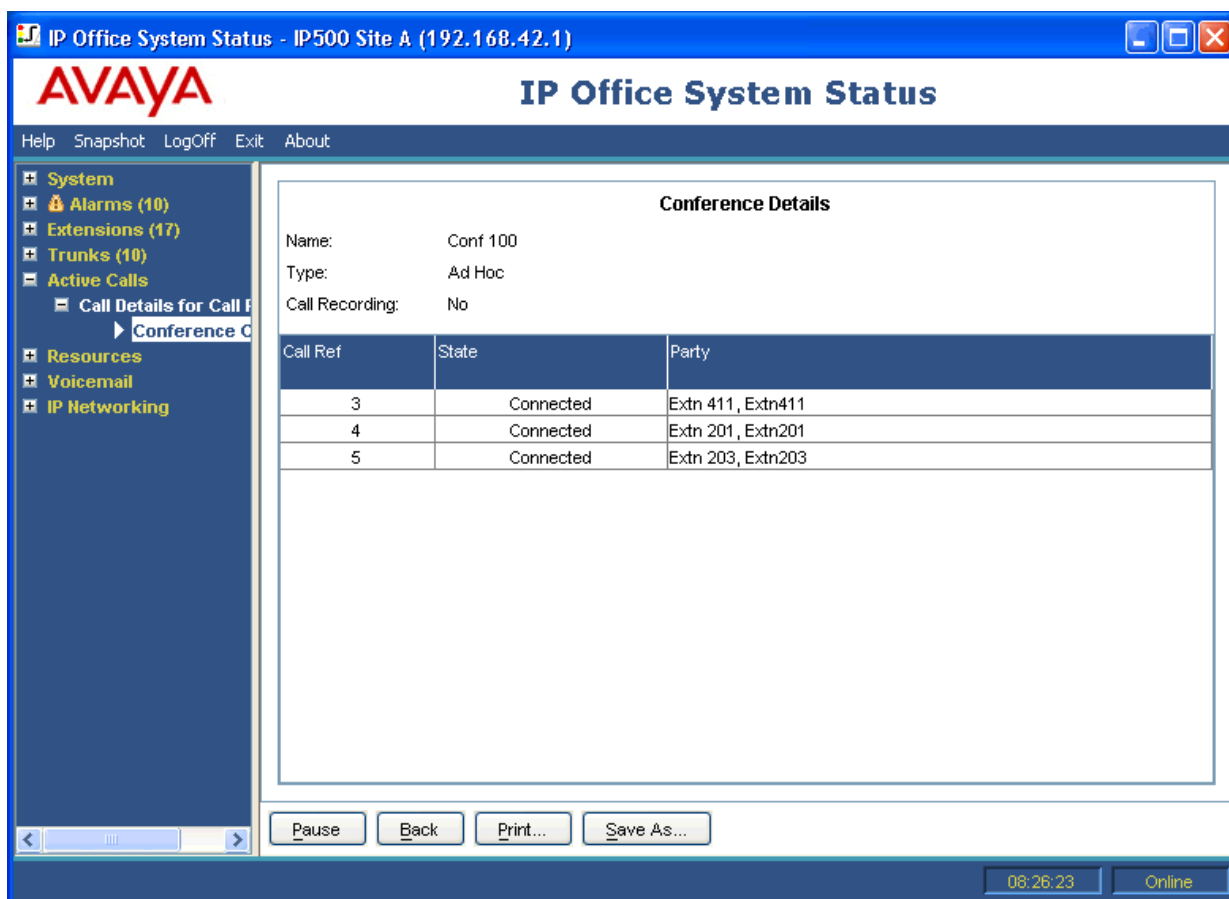 IP Office System Status - IP500 Site A (192.168.42.1)
AVAYA
IP Office System Status
Help Snapshot LogOff Exit About
System
Alarms (10)
Extensions (17)
Trunks (10)
Active Calls
Call Details for Call
Conference
Resources
Voicemail
IP Networking
Conference Details
Name: Conf 100
Type: Ad Hoc
Call Recording: No
Call Ref State Party
3 Connected Extn 411, Extn411
4 Connected Extn 201, Extn201
5 Connected Extn 203, Extn203
Pause Back Print... Save As...
08:26:23 Online